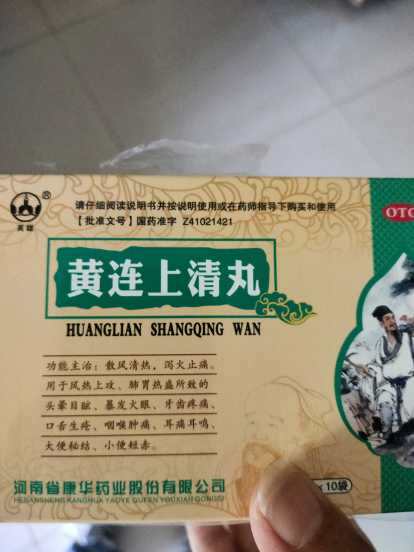 ®
英雄
请仔细阅读说明书并按说明使用或在药师指导下购买和使用
【批准文号】国药准字 Z41021421
OTC
黄连上清丸
HUANGLIAN SHANGQING WAN
功能主治：散风清热，泻火止痛。
用于风热上攻、肺胃热盛所致的
头晕目眩、暴发火眼、牙齿疼痛、
口舌生疮、咽喉肿痛、耳痛耳鸣、
大便秘结、小便短赤。
河南省康华药业股份有限公司
HENANSHENG KANGHUA YAOYE GUFEN YOUXIAN GONGSI
×10袋